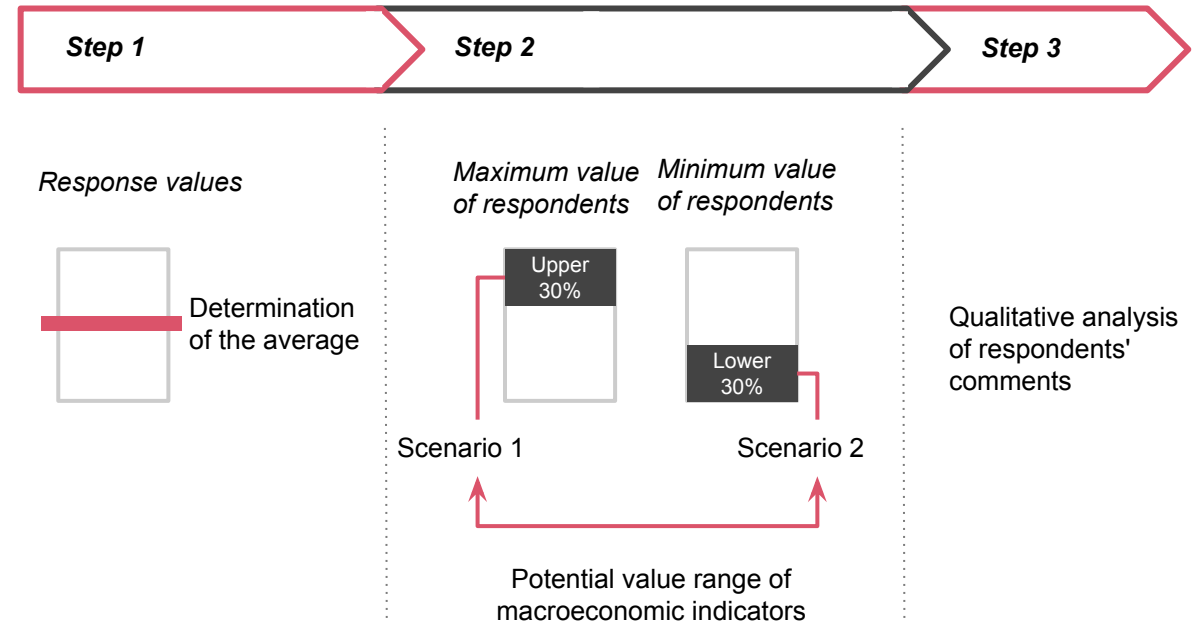 Step 1
Step 2
Step 3
Response values
Determination
of the average
Maximum value
of respondents
Minimum value
of respondents
Upper
30%
Lower
30%
Scenario 1
Scenario 2
Potential value range of
macroeconomic indicators
Qualitative analysis
of respondents'
comments